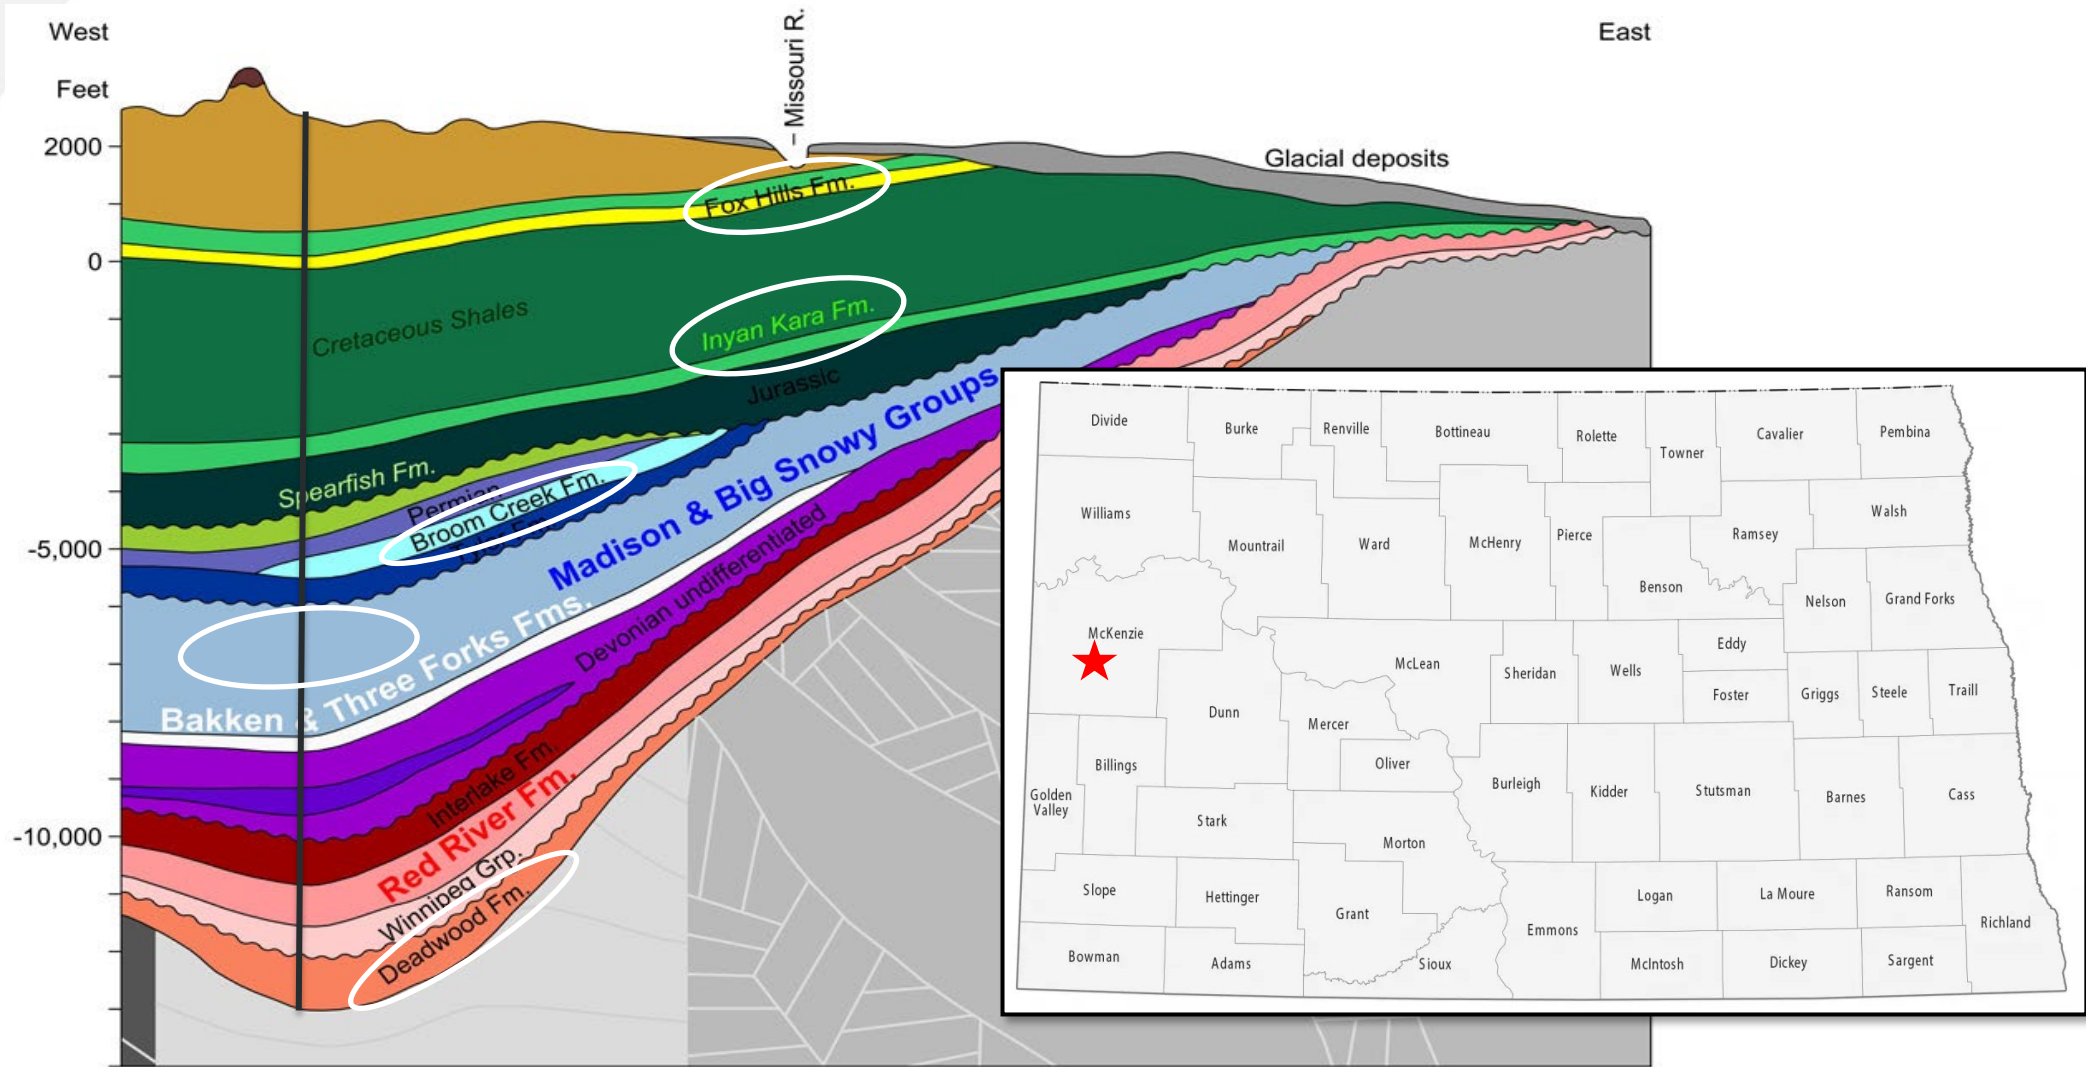 West
East
Feet
– Missouri R.
2000
0
-5,000
-10,000
Glacial deposits
Fox Hills Fm.
Cretaceous Shales
Inyan Kara Fm.
Jurassic
Spearfish Fm.
Permian
Broom Creek Fm.
Tyler Fm.
Madison & Big Snowy Groups
Bakken & Three Forks Fms.
Devonian undifferentiated
Interlake Fm.
Red River Fm.
Winnipeg Grp.
Deadwood Fm.
Divide
Burke
Renville
Bottineau
Rolette
Towner
Cavalier
Pembina
Williams
Mountrail
Ward
McHenry
Pierce
Benson
Ramsey
Walsh
Nelson
Grand Forks
McKenzie
Dunn
McLean
Sheridan
Wells
Eddy
Foster
Griggs
Steele
Traill
Mercer
Oliver
Golden
Valley
Billings
Stark
Morton
Burleigh
Kidder
Stutsman
Barnes
Cass
Slope
Hettinger
Grant
Emmons
Logan
La Moure
Ransom
Richland
Bowman
Adams
Sioux
McIntosh
Dickey
Sargent